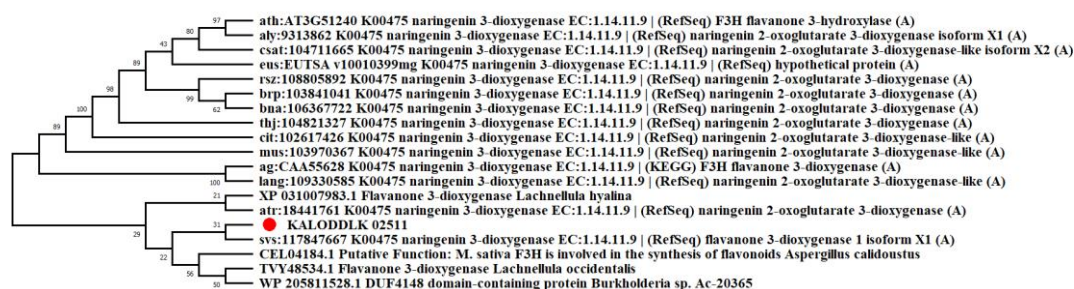 ath:AT3G51240 K00475 naringenin 3-dioxygenase EC:1.14.11.9 | (RefSeq) F3H flavanone 3-hydroxylase (A)
aly:9313862 K00475 naringenin 3-dioxygenase EC:1.14.11.9 | (RefSeq) naringenin 2-oxoglutarate 3-dioxygenase isoform X1 (A)
csat:104711665 K00475 naringenin 3-dioxygenase EC:1.14.11.9 | (RefSeq) naringenin 2-oxoglutarate 3-dioxygenase-like isoform X2 (A)
eus:EUTSA v10010399mg K00475 naringenin 3-dioxygenase EC:1.14.11.9 | (RefSeq) hypothetical protein (A)
rsz:108805892 K00475 naringenin 3-dioxygenase EC:1.14.11.9 | (RefSeq) naringenin 2-oxoglutarate 3-dioxygenase (A)
brp:103841041 K00475 naringenin 3-dioxygenase EC:1.14.11.9 | (RefSeq) naringenin 2-oxoglutarate 3-dioxygenase (A)
bna:106367722 K00475 naringenin 3-dioxygenase EC:1.14.11.9 | (RefSeq) naringenin 2-oxoglutarate 3-dioxygenase (A)
thj:104821327 K00475 naringenin 3-dioxygenase EC:1.14.11.9 | (RefSeq) naringenin 2-oxoglutarate 3-dioxygenase (A)
cit:102617426 K00475 naringenin 3-dioxygenase EC:1.14.11.9 | (RefSeq) naringenin 2-oxoglutarate 3-dioxygenase-like (A)
mus:103970367 K00475 naringenin 3-dioxygenase EC:1.14.11.9 | (RefSeq) naringenin 2-oxoglutarate 3-dioxygenase-like (A)
ag:CAA55628 K00475 naringenin 3-dioxygenase EC:1.14.11.9 | (KEGG) F3H flavanone 3-dioxygenase (A)
lang:109330585 K00475 naringenin 3-dioxygenase EC:1.14.11.9 | (RefSeq) naringenin 2-oxoglutarate 3-dioxygenase-like (A)
XP 031007983.1 Flavanone 3-dioxygenase Lachnellula hyalina
atr:18441761 K00475 naringenin 3-dioxygenase EC:1.14.11.9 | (RefSeq) naringenin 2-oxoglutarate 3-dioxygenase (A)
KALODDLK 02511
svs:117847667 K00475 naringenin 3-dioxygenase EC:1.14.11.9 | (RefSeq) flavanone 3-dioxygenase 1 isoform X1 (A)
CEL04184.1 Putative Function: M. sativa F3H is involved in the synthesis of flavonoids Aspergillus calidoustus
TVY48534.1 Flavanone 3-dioxygenase Lachnellula occidentalis
WP 205811528.1 DUF4148 domain-containing protein Burkholderia sp. Ac-20365
97
80
43
98
99
62
100
89
89
100
21
29
31
22
56
50